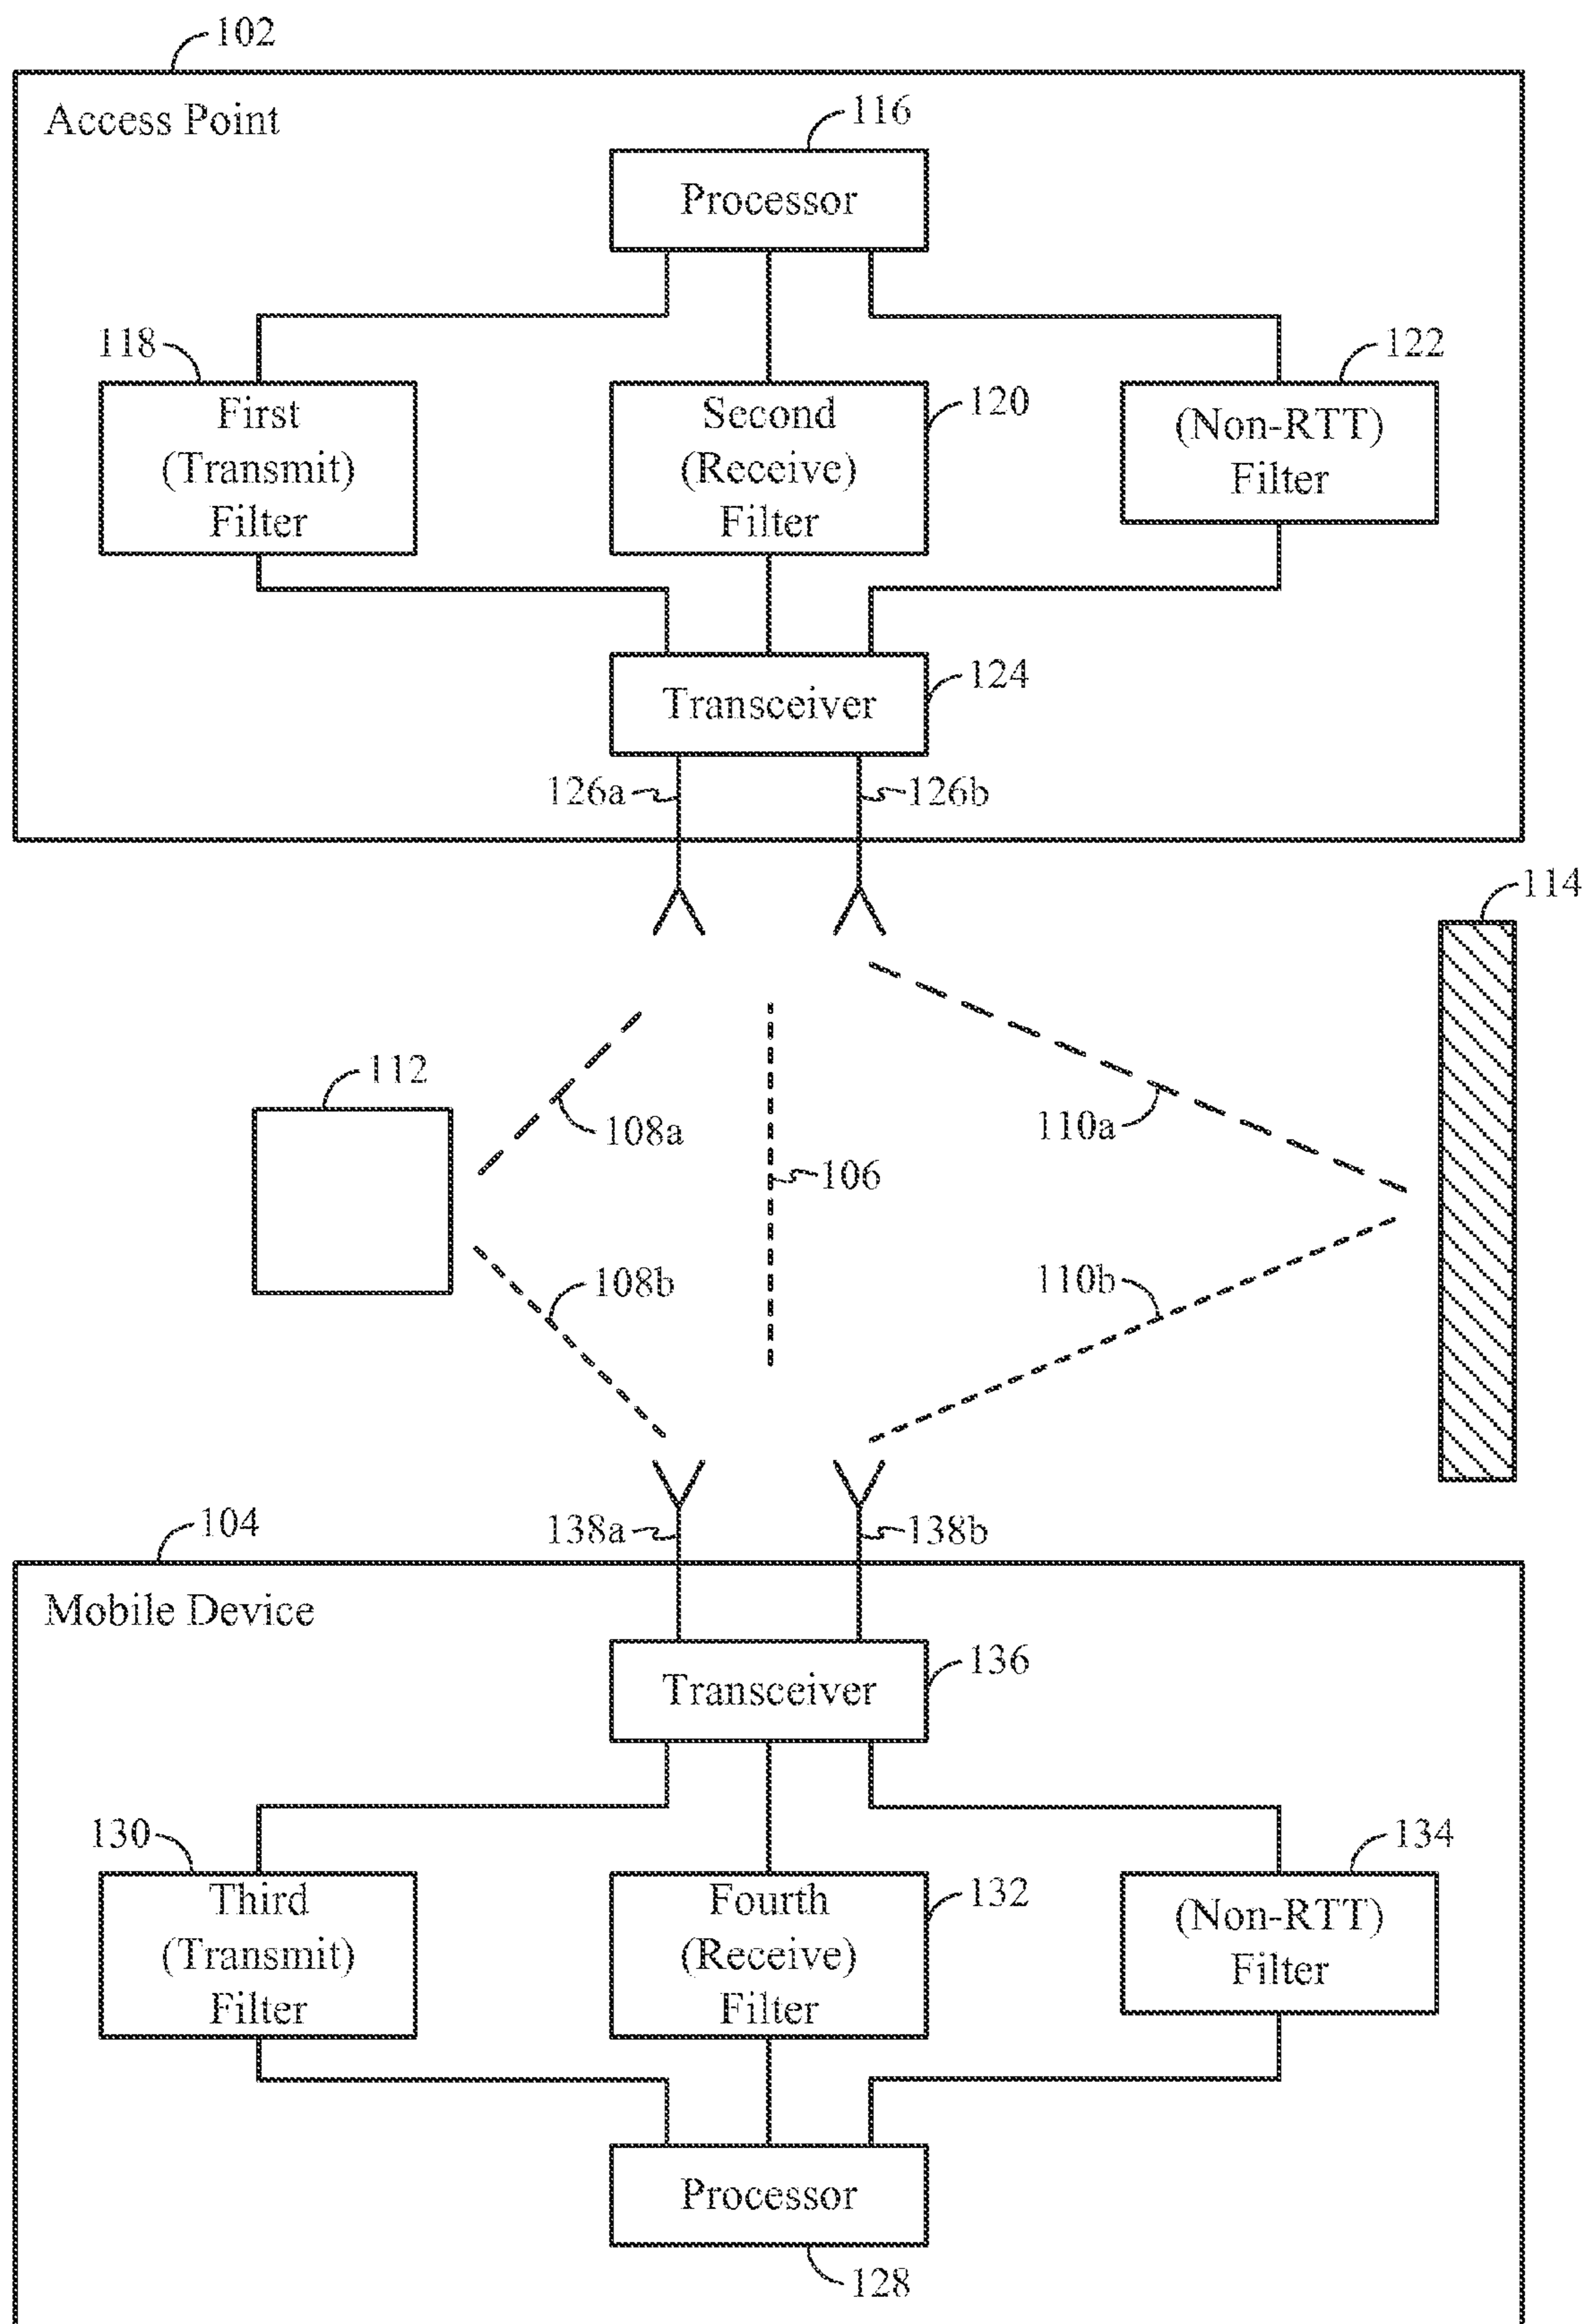 102
Access Point
116
Processor
118
122
First
(Transmit)
Filter
Second
(Receive)
Filter
120
(Non-RTT)
Filter
Transceiver
124
126a
126b
114
112
108a
110a
106
108b
110b
104
138a
138b
Mobile Device
Transceiver
136
130
134
Third
(Transmit)
Filter
Fourth
(Receive)
Filter
132
(Non-RTT)
Filter
Processor
128